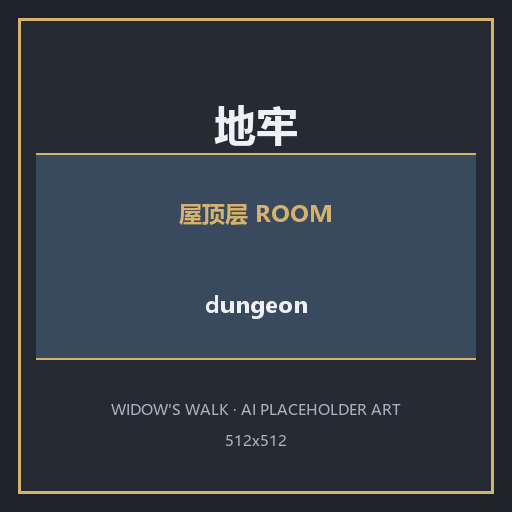 地牢
屋顶层 ROOM
dungeon
WIDOW'S WALK · AI PLACEHOLDER ART
512x512